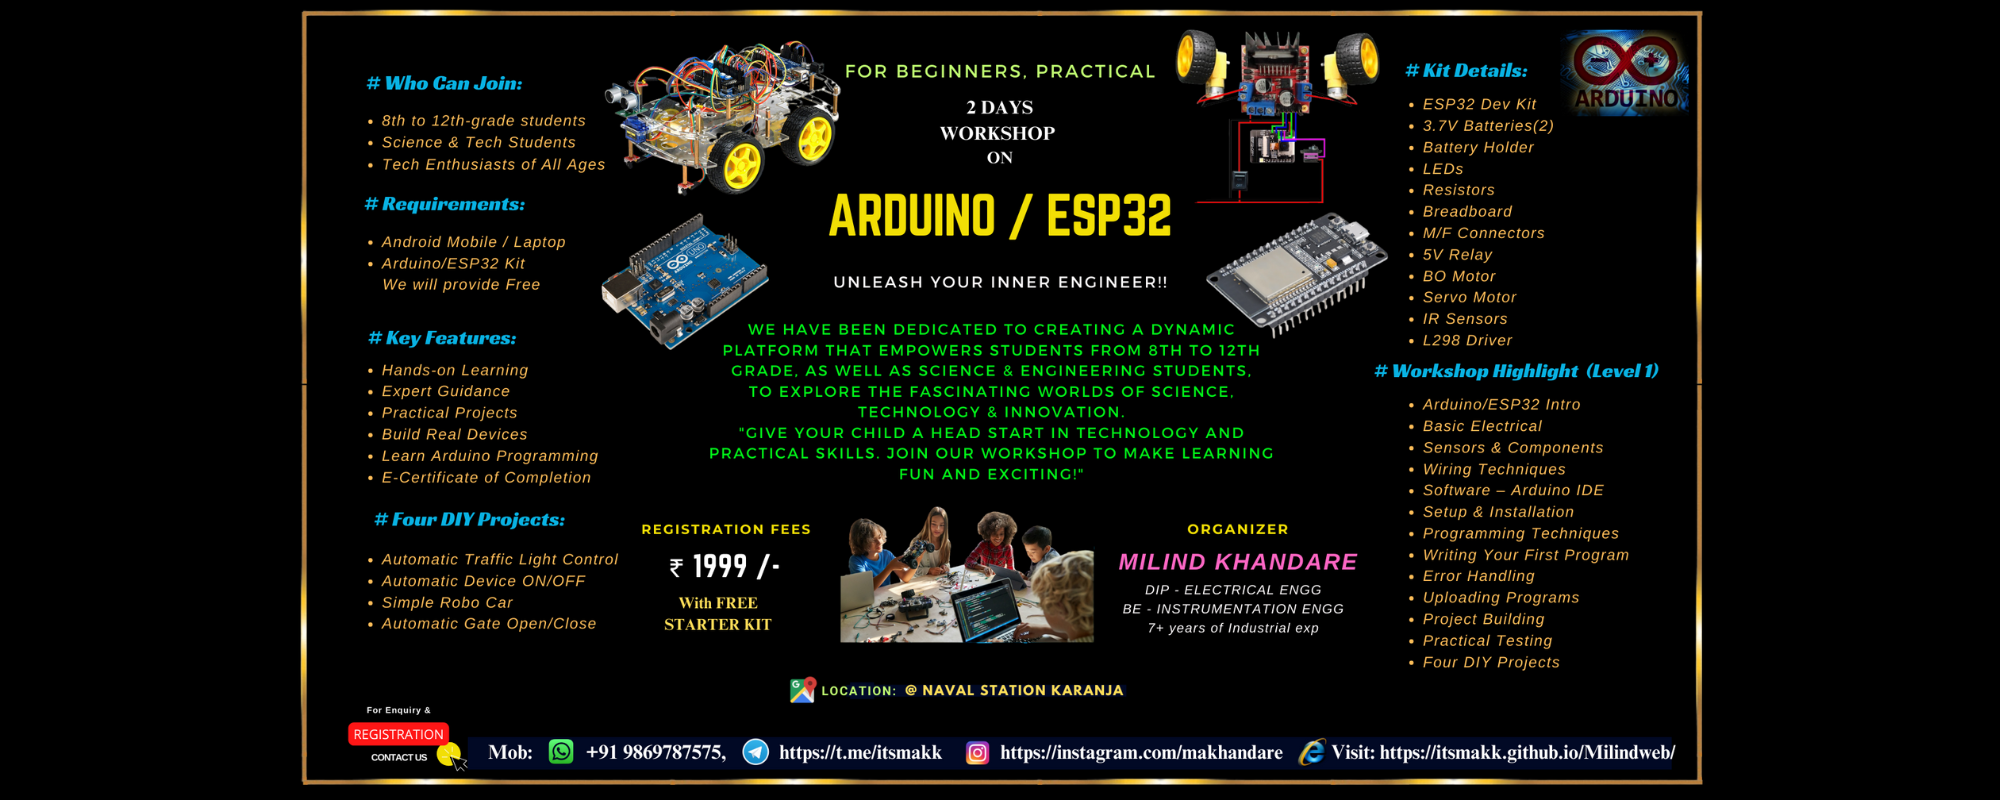 # Who Can Join:
8th to 12th-grade students
Science & Tech Students
Tech Enthusiasts of All Ages
# Requirements:
Android Mobile / Laptop
Arduino/ESP32 Kit
We will provide Free
# Key Features:
Hands-on Learning
Expert Guidance
Practical Projects
Build Real Devices
Learn Arduino Programming
E-Certificate of Completion
# Four DIY Projects:
Automatic Traffic Light Control
Automatic Device ON/OFF
Simple Robo Car
Automatic Gate Open/Close
FOR BEGINNERS, PRACTICAL
2 DAYS
WORKSHOP
ON
ARDUINO / ESP32
UNLEASH YOUR INNER ENGINEER!!
WE HAVE BEEN DEDICATED TO CREATING A DYNAMIC
PLATFORM THAT EMPOWERS STUDENTS FROM 8TH TO 12TH
GRADE, AS WELL AS SCIENCE & ENGINEERING STUDENTS,
TO EXPLORE THE FASCINATING WORLDS OF SCIENCE,
TECHNOLOGY & INNOVATION.
"GIVE YOUR CHILD A HEAD START IN TECHNOLOGY AND
PRACTICAL SKILLS. JOIN OUR WORKSHOP TO MAKE LEARNING
FUN AND EXCITING!"
REGISTRATION FEES
₹ 1999 /-
With FREE
STARTER KIT
ORGANIZER
MILIND KHANDARE
DIP - ELECTRICAL ENGG
BE - INSTRUMENTATION ENGG
7+ years of Industrial exp
LOCATION: @ NAVAL STATION KARANJA
# Kit Details:
ARDUINO
ESP32 Dev Kit
3.7V Batteries(2)
Battery Holder
LEDs
Resistors
Breadboard
M/F Connectors
5V Relay
BO Motor
Servo Motor
IR Sensors
L298 Driver
# Workshop Highlight (Level 1)
Arduino/ESP32 Intro
Basic Electrical
Sensors & Components
Wiring Techniques
Software – Arduino IDE
Setup & Installation
Programming Techniques
Writing Your First Program
Error Handling
Uploading Programs
Project Building
Practical Testing
Four DIY Projects
For Enquiry &
REGISTRATION
CONTACT US
Mob: +91 9869787575, https://t.me/itsmakk https://instagram.com/makhandare Visit: https://itsmakk.github.io/Milindweb/